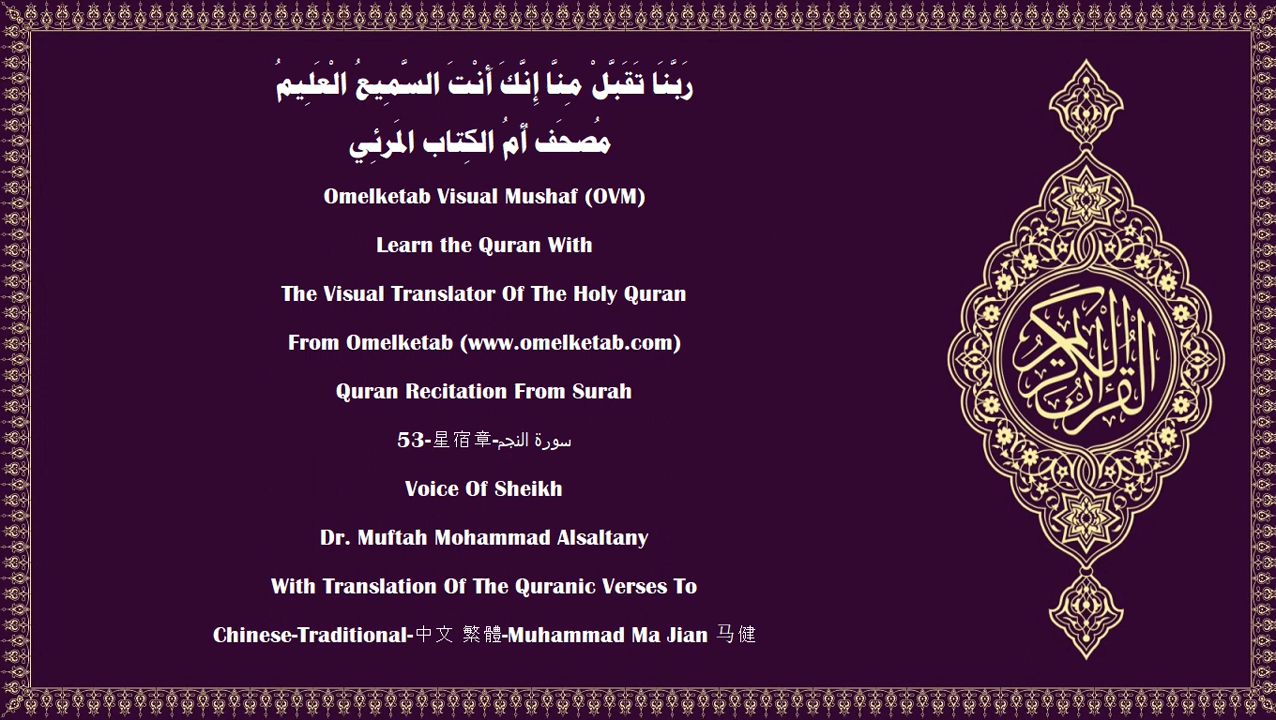 رَبَّنَا تَقَبَّلْ مِنَّا إِنَّكَ أَنْتَ السَّمِيعُ الْعَلِيمُ
مُصحَف أمُ الكِتاب المَرئِي
Omelketab Visual Mushaf (OVM)
Learn the Quran With
The Visual Translator Of The Holy Quran
From Omelketab (www.omelketab.com)
Quran Recitation From Surah
53-星宿章-سورة النجم
Voice Of Sheikh
Dr. Muftah Mohammad Alsaltany
With Translation Of The Quranic Verses To
Chinese-Traditional-中文 繁體-Muhammad Ma Jian 马健
القرآن الكريم